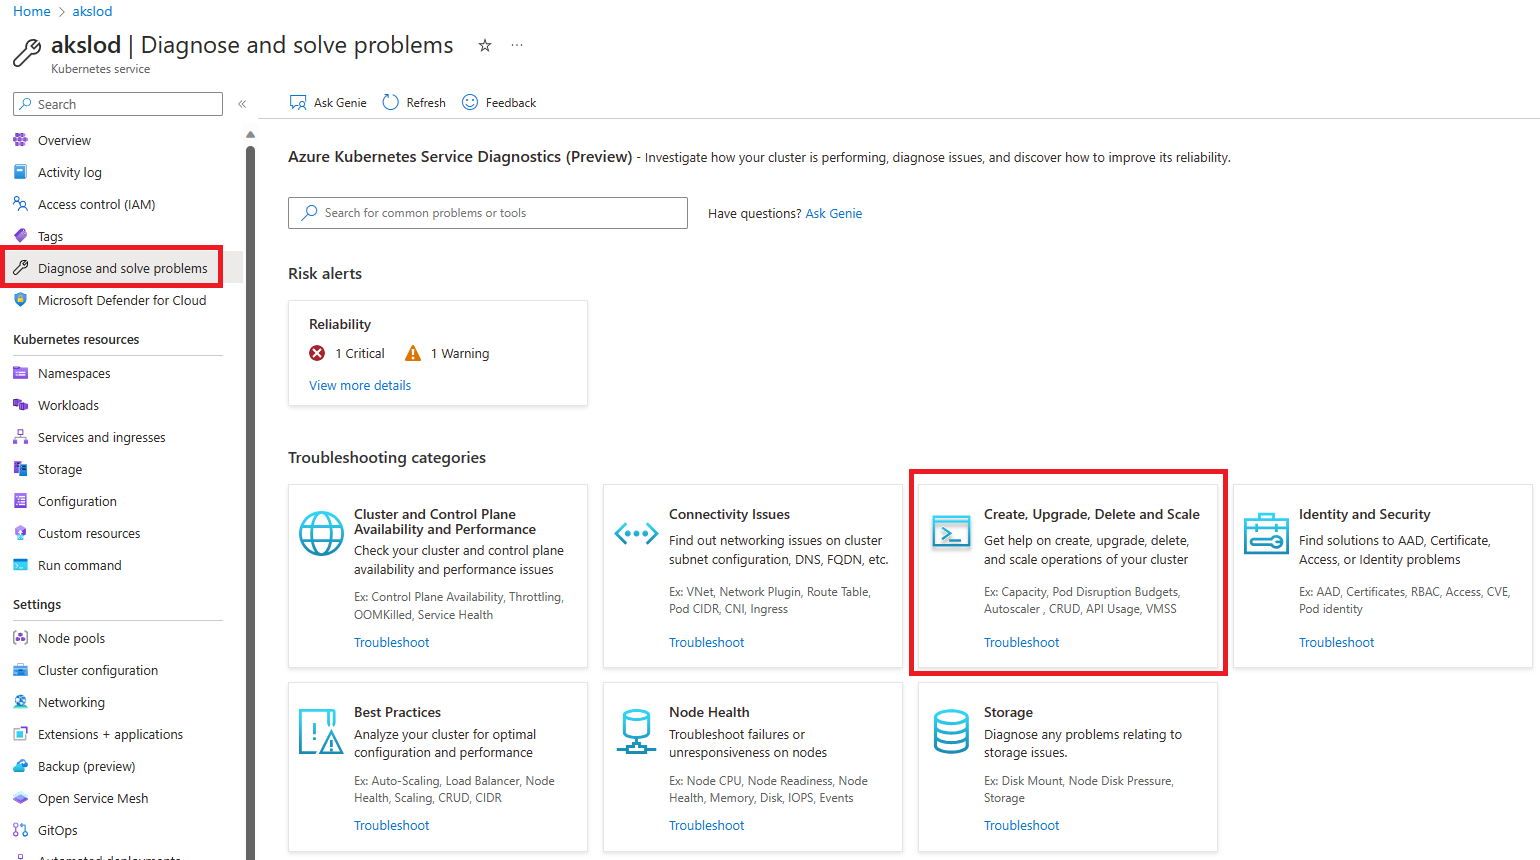 Home > akslod
akslod | Diagnose and solve problems
Kubernetes service
Search
Overview
Activity log
Access control (IAM)
Tags
Diagnose and solve problems
Microsoft Defender for Cloud
Kubernetes resources
Namespaces
Workloads
Services and ingresses
Storage
Configuration
Custom resources
Run command
Settings
Node pools
Cluster configuration
Networking
Extensions + applications
Backup (preview)
Open Service Mesh
GitOps
Automated deployments
Ask Genie Refresh Feedback
Azure Kubernetes Service Diagnostics (Preview) - Investigate how your cluster is performing, diagnose issues, and discover how to improve its reliability.
Search for common problems or tools
Have questions? Ask Genie
Risk alerts
Reliability
1 Critical 1 Warning
View more details
Troubleshooting categories
Cluster and Control Plane
Availability and Performance
Check your cluster and control plane
availability and performance issues
Ex: Control Plane Availability, Throttling,
OOMKilled, Service Health
Troubleshoot
Connectivity Issues
Find out networking issues on cluster
subnet configuration, DNS, FQDN, etc.
Ex: VNet, Network Plugin, Route Table,
Pod CIDR, CNI, Ingress
Troubleshoot
Create, Upgrade, Delete and Scale
Get help on create, upgrade, delete,
and scale operations of your cluster
Ex: Capacity, Pod Disruption Budgets,
Autoscaler , CRUD, API Usage, VMSS
Troubleshoot
Identity and Security
Find solutions to AAD, Certificate,
Access, or Identity problems
Ex: AAD, Certificates, RBAC, Access, CVE,
Pod identity
Troubleshoot
Best Practices
Analyze your cluster for optimal
configuration and performance
Ex: Auto-Scaling, Load Balancer, Node
Health, Scaling, CRUD, CIDR
Troubleshoot
Node Health
Troubleshoot failures or
unresponsiveness on nodes
Ex: Node CPU, Node Readiness, Node
Health, Memory, Disk, IOPS, Events
Troubleshoot
Storage
Diagnose any problems relating to
storage issues.
Ex: Disk Mount, Node Disk Pressure,
Storage
Troubleshoot